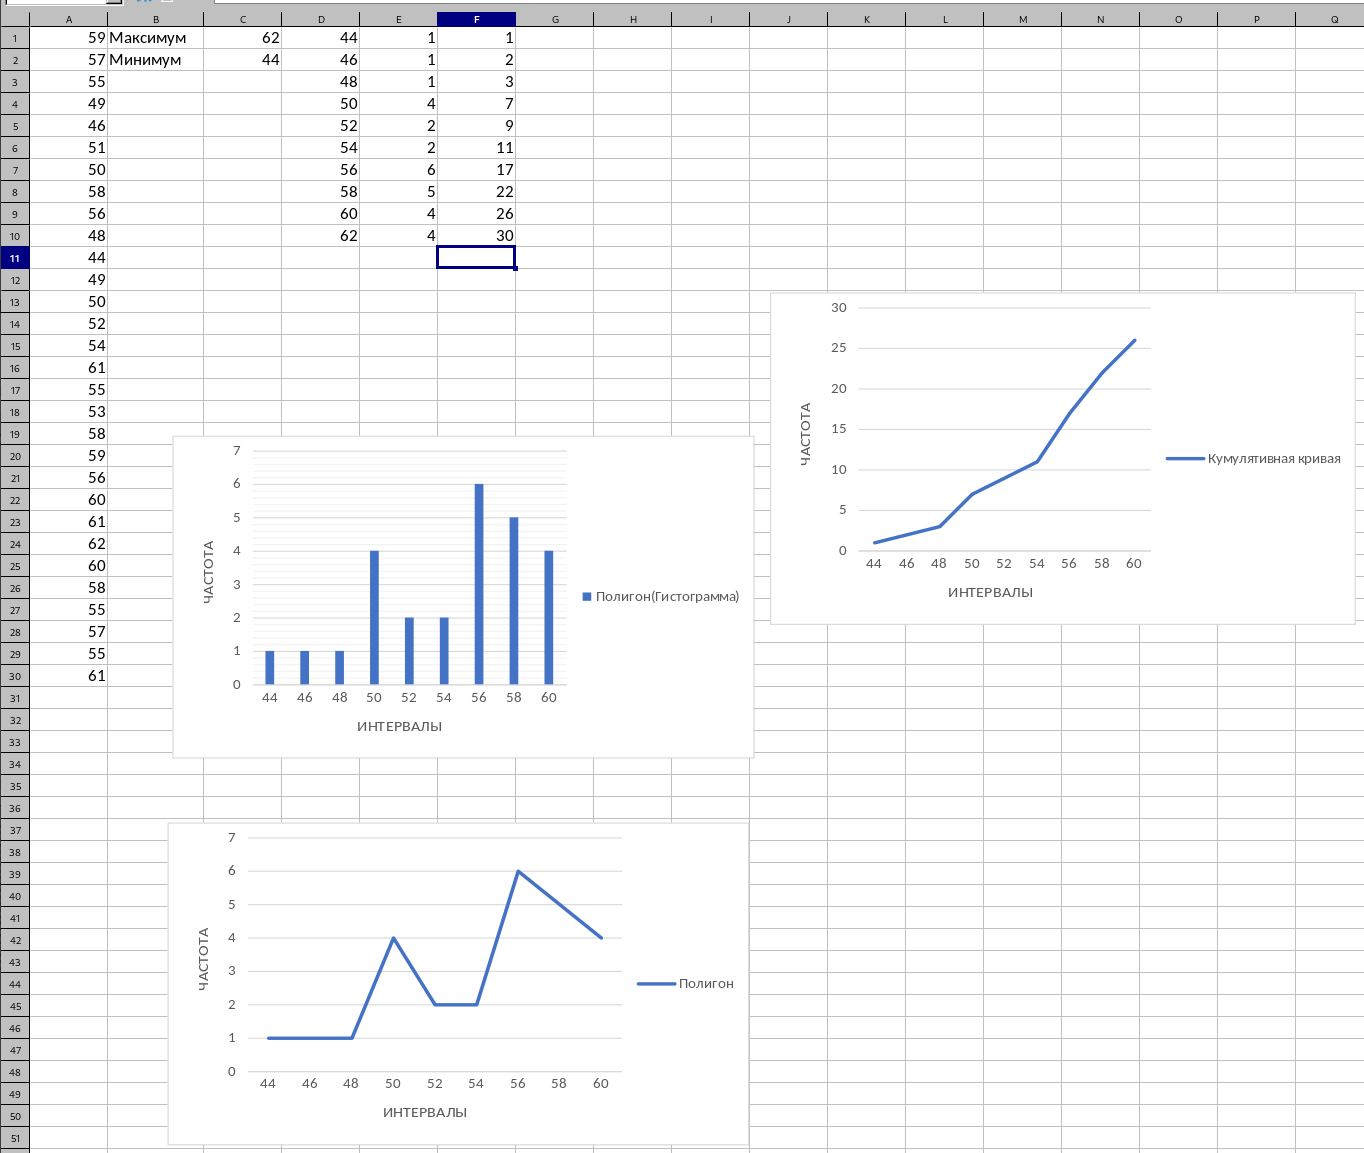 A B C D E F G H I J K L M N O P Q
1 59 Максимум 62 44 1 1
2 57 Минимум 44 46 1 2
3 55 48 1 3
4 49 50 4 7
5 46 52 2 9
6 51 54 2 11
7 50 56 6 17
8 58 58 5 22
9 56 60 4 26
10 48 62 4 30
11 44
12 49
13 50
14 52
15 54
16 61
17 55
18 53
19 58
20 59
21 56
22 60
23 61
24 62
25 60
26 58
27 55
28 57
29 55
30 61
31
32
33
34
35
36
37
38
39
40
41
42
43
44
45
46
47
48
49
50
51
30
25
20
15
10
5
0
ЧАСТОТА
44 46 48 50 52 54 56 58 60
ИНТЕРВАЛЫ
Кумулятивная кривая
7
6
5
4
3
2
1
0
ЧАСТОТА
44 46 48 50 52 54 56 58 60
ИНТЕРВАЛЫ
Полигон(Гистограмма)
7
6
5
4
3
2
1
0
ЧАСТОТА
44 46 48 50 52 54 56 58 60
ИНТЕРВАЛЫ
Полигон